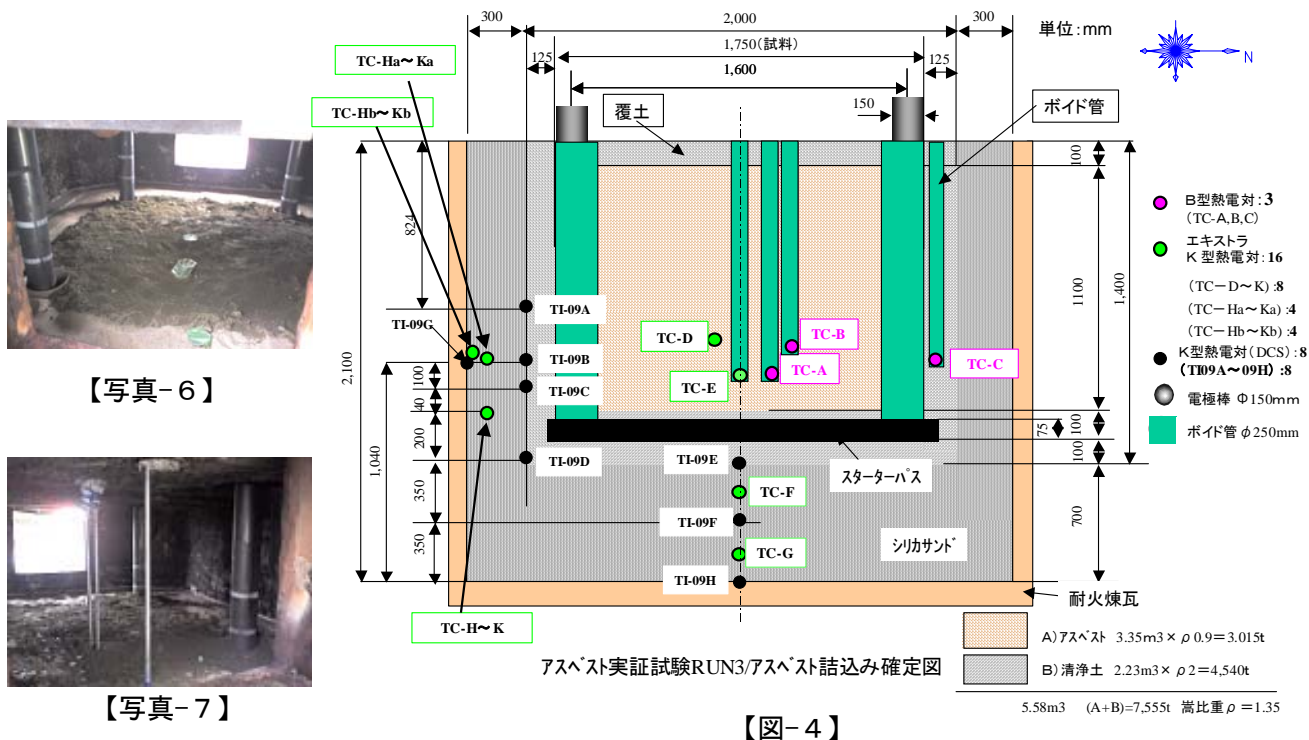 300
2,000
300
単位:mm
1,750(試料)
125
125
1,600
150
N
TC-Ha～Ka
TC-Hb～Kb
覆土
ボイド管
100
824
1100
1,400
2,100
B型熱電対:3
(TC-A,B,C)
エキストラ
K型熱電対:16
(TC－D～K) :8
(TC－Ha～Ka) :4
(TC－Hb～Kb) :4
K型熱電対(DCS) :8
(TI09A～09H) :8
電極棒 Φ150mm
ボイド管 φ250mm
TI-09A
TI-09G
TI-09B
TI-09C
TI-09D
TC-D
TC-B
TC-A
TC-E
TC-C
100
40
200
1,040
350
350
75
100
100
700
TI-09E
スターターパス
TC-F
TI-09F
TC-G
シリカサンド
TI-09H
TC-H～K
耐火煉瓦
【写真-６】
【写真-７】
アスベスト実証試験RUN3/アスベスト詰込み確定図
A)アスベスト 3.35m3× ρ0.9=3.015t
B)清浄土 2.23m3× ρ2=4,540t
5.58m3 (A+B)=7,555t 嵩比重ρ=1.35
【図-４】